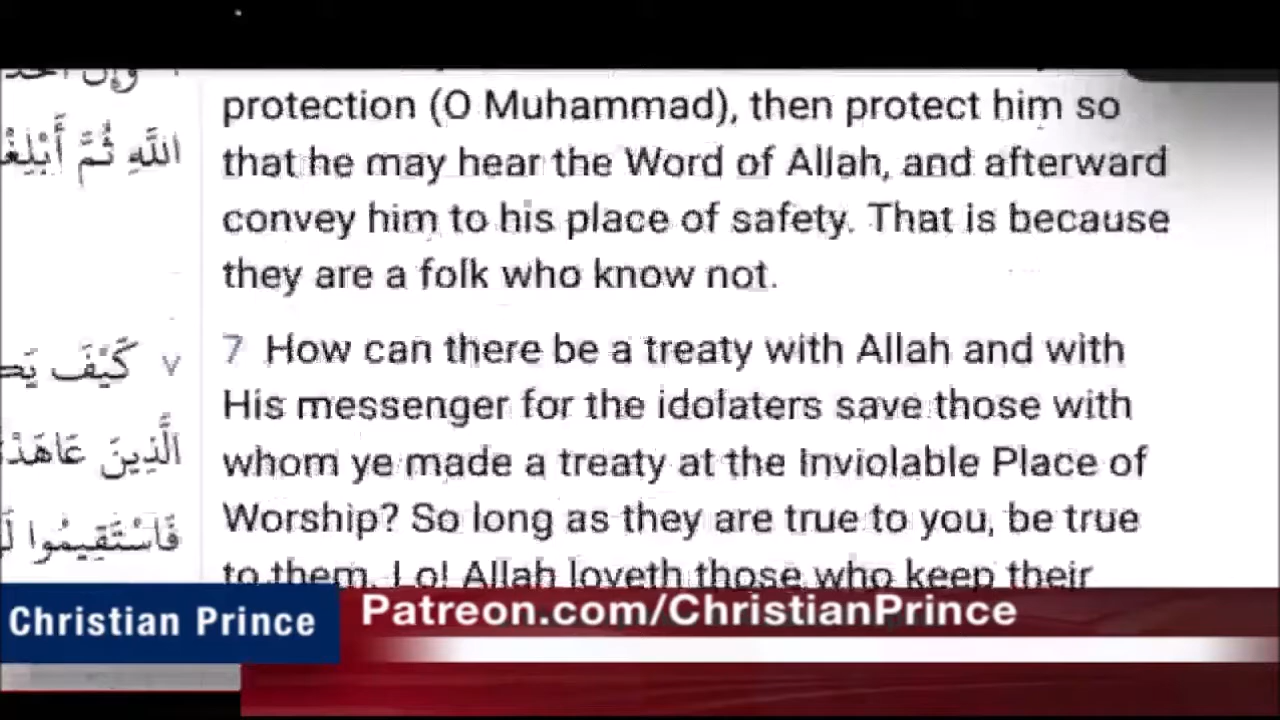 protection (O Muhammad), then protect him so
that he may hear the Word of Allah, and afterward
convey him to his place of safety. That is because
they are a folk who know not.
7 How can there be a treaty with Allah and with
His messenger for the idolaters save those with
whom ye made a treaty at the Inviolable Place of
Worship? So long as they are true to you, be true
to them. Lo! Allah loveth those who keep their
اللَّهِ ثُمَّ
٧ كَيْفَ
الَّذِينَ
فَاسْتَقِيمُوا
Christian Prince
Patreon.com/ChristianPrince